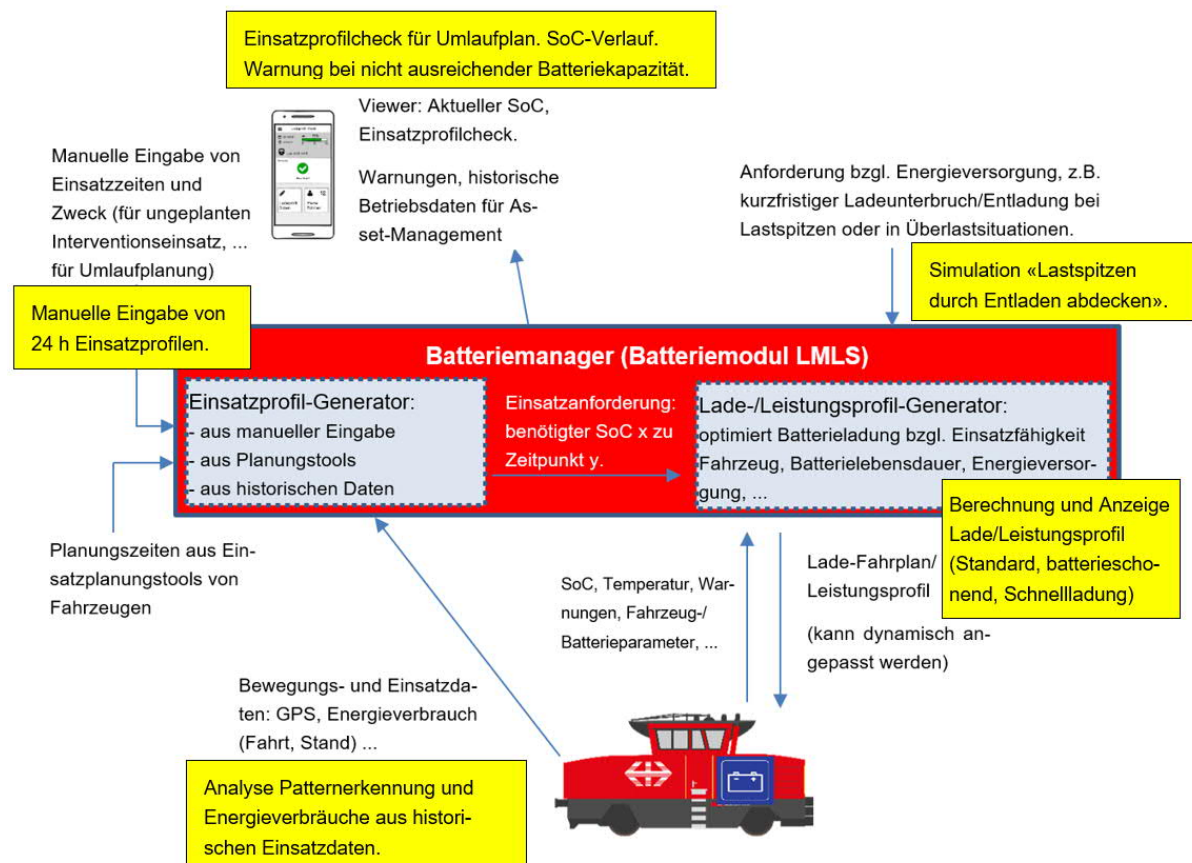 Einsatzprofilcheck für Umlaufplan. SoC-Verlauf.
Warnung bei nicht ausreichender Batteriekapazität.
Viewer: Aktueller SoC,
Einsatzprofilcheck.
Warnungen, historische
Betriebsdaten für As-
set-Management
Manuelle Eingabe von
Einsatzzeiten und
Zweck (für ungeplanten
Interventionseinsatz, ...
für Umlaufplanung)
Anforderung bzgl. Energieversorgung, z.B.
kurzfristiger Ladeunterbruch/Entladung bei
Lastspitzen oder in Überlastsituationen.
Simulation «Lastspitzen
durch Entladen abdecken».
Manuelle Eingabe von
24 h Einsatzprofilen.
Batteriemanager (Batteriemodul LMLS)
Einsatzprofil-Generator:
- aus manueller Eingabe
- aus Planungstools
- aus historischen Daten
Einsatzanforderung:
benötigter SoC x zu
Zeitpunkt y.
Lade-/Leistungsprofil-Generator:
optimiert Batterieladung bzgl. Einsatzfähigkeit
Fahrzeug, Batterielebensdauer, Energieversor-
gung, ...
Berechnung und Anzeige
Lade/Leistungsprofil
(Standard, batteriescho-
nend, Schnellladung)
Planungszeiten aus Ein-
satzplanungstools von
Fahrzeugen
SoC, Temperatur, War-
nungen, Fahrzeug-/
Batterieparameter, ...
Lade-Fahrplan/
Leistungsprofil
(kann dynamisch an-
gepasst werden)
Bewegungs- und Einsatzda-
ten: GPS, Energieverbrauch
(Fahrt, Stand) ...
Analyse Patternerkennung und
Energieverbräuche aus histori-
schen Einsatzdaten.